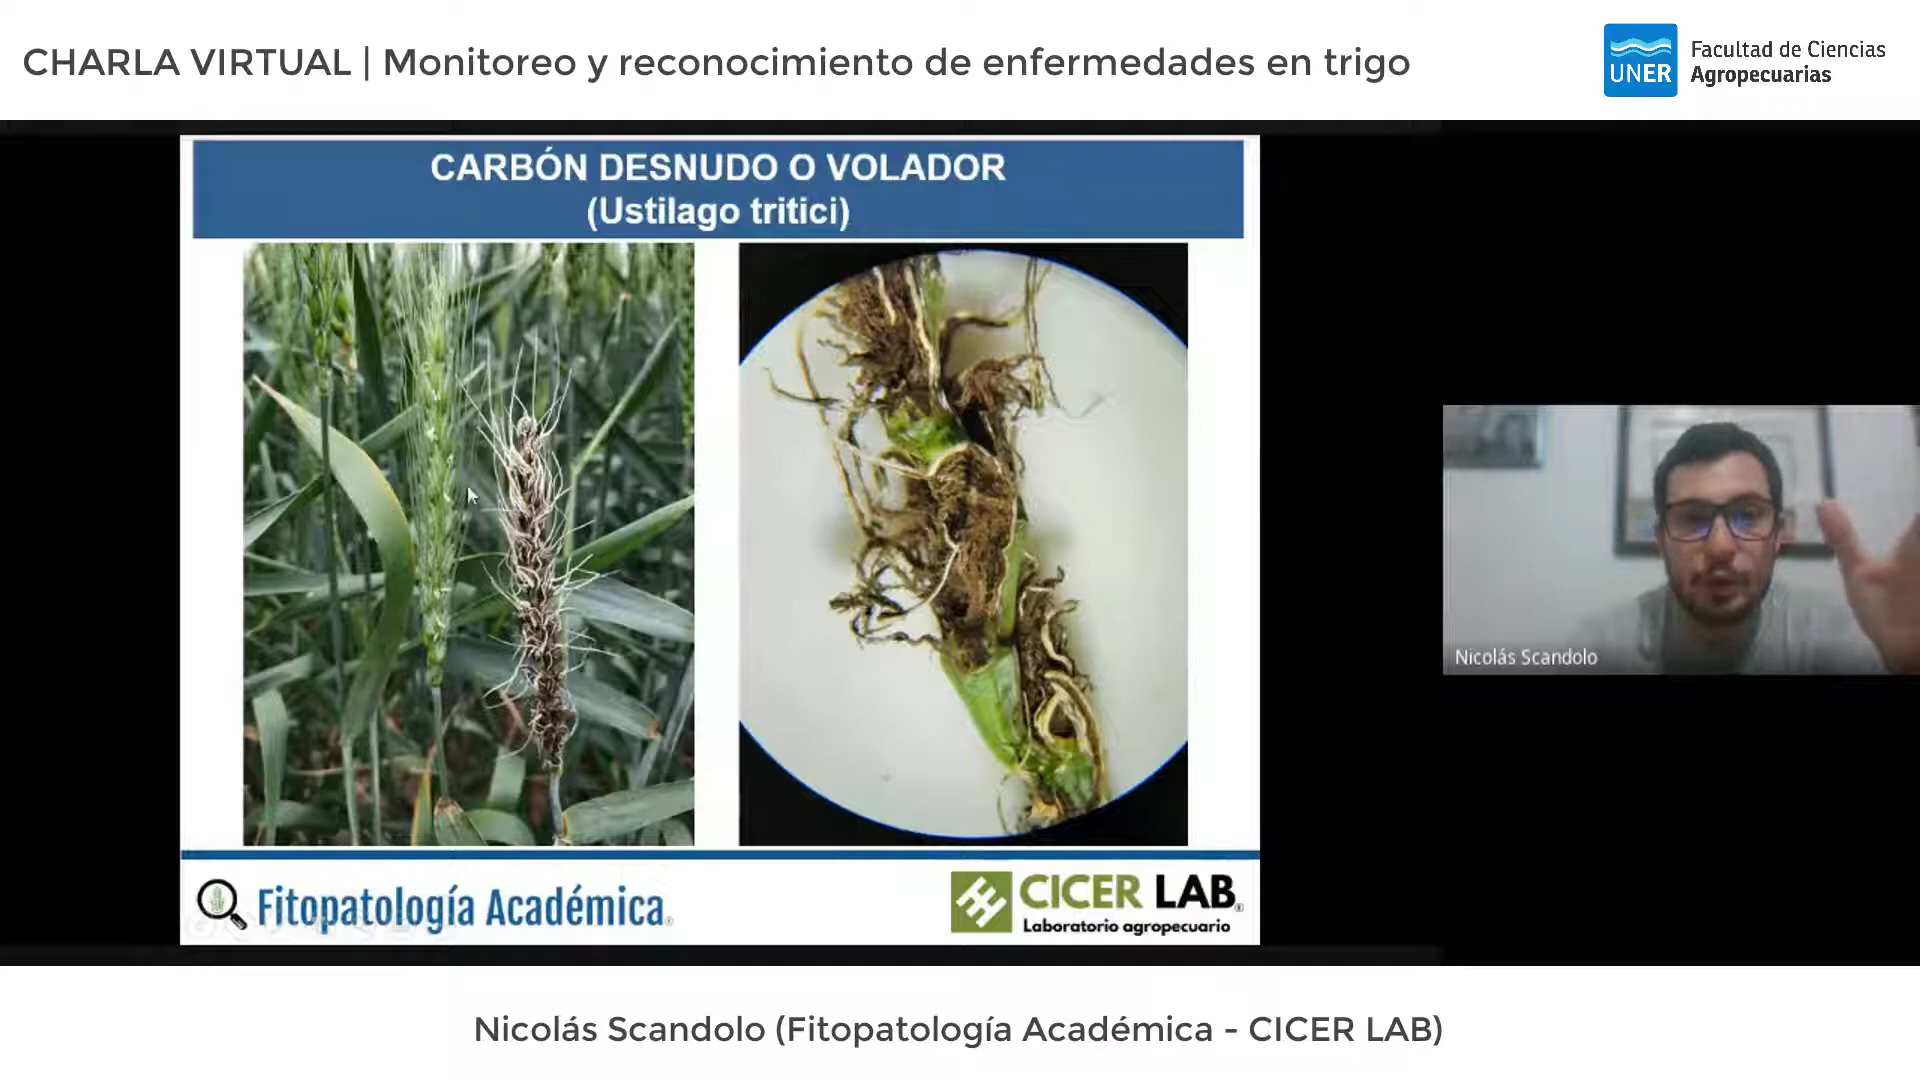 CHARLA VIRTUAL | Monitoreo y reconocimiento de enfermedades en trigo
UNER
Facultad de Ciencias
Agropecuarias
CARBÓN DESNUDO O VOLADOR
(Ustilago tritici)
Nicolás Scandolo
Fitopatología Académica®
CICER LAB®
Laboratorio agropecuario
Nicolás Scandolo (Fitopatología Académica - CICER LAB)